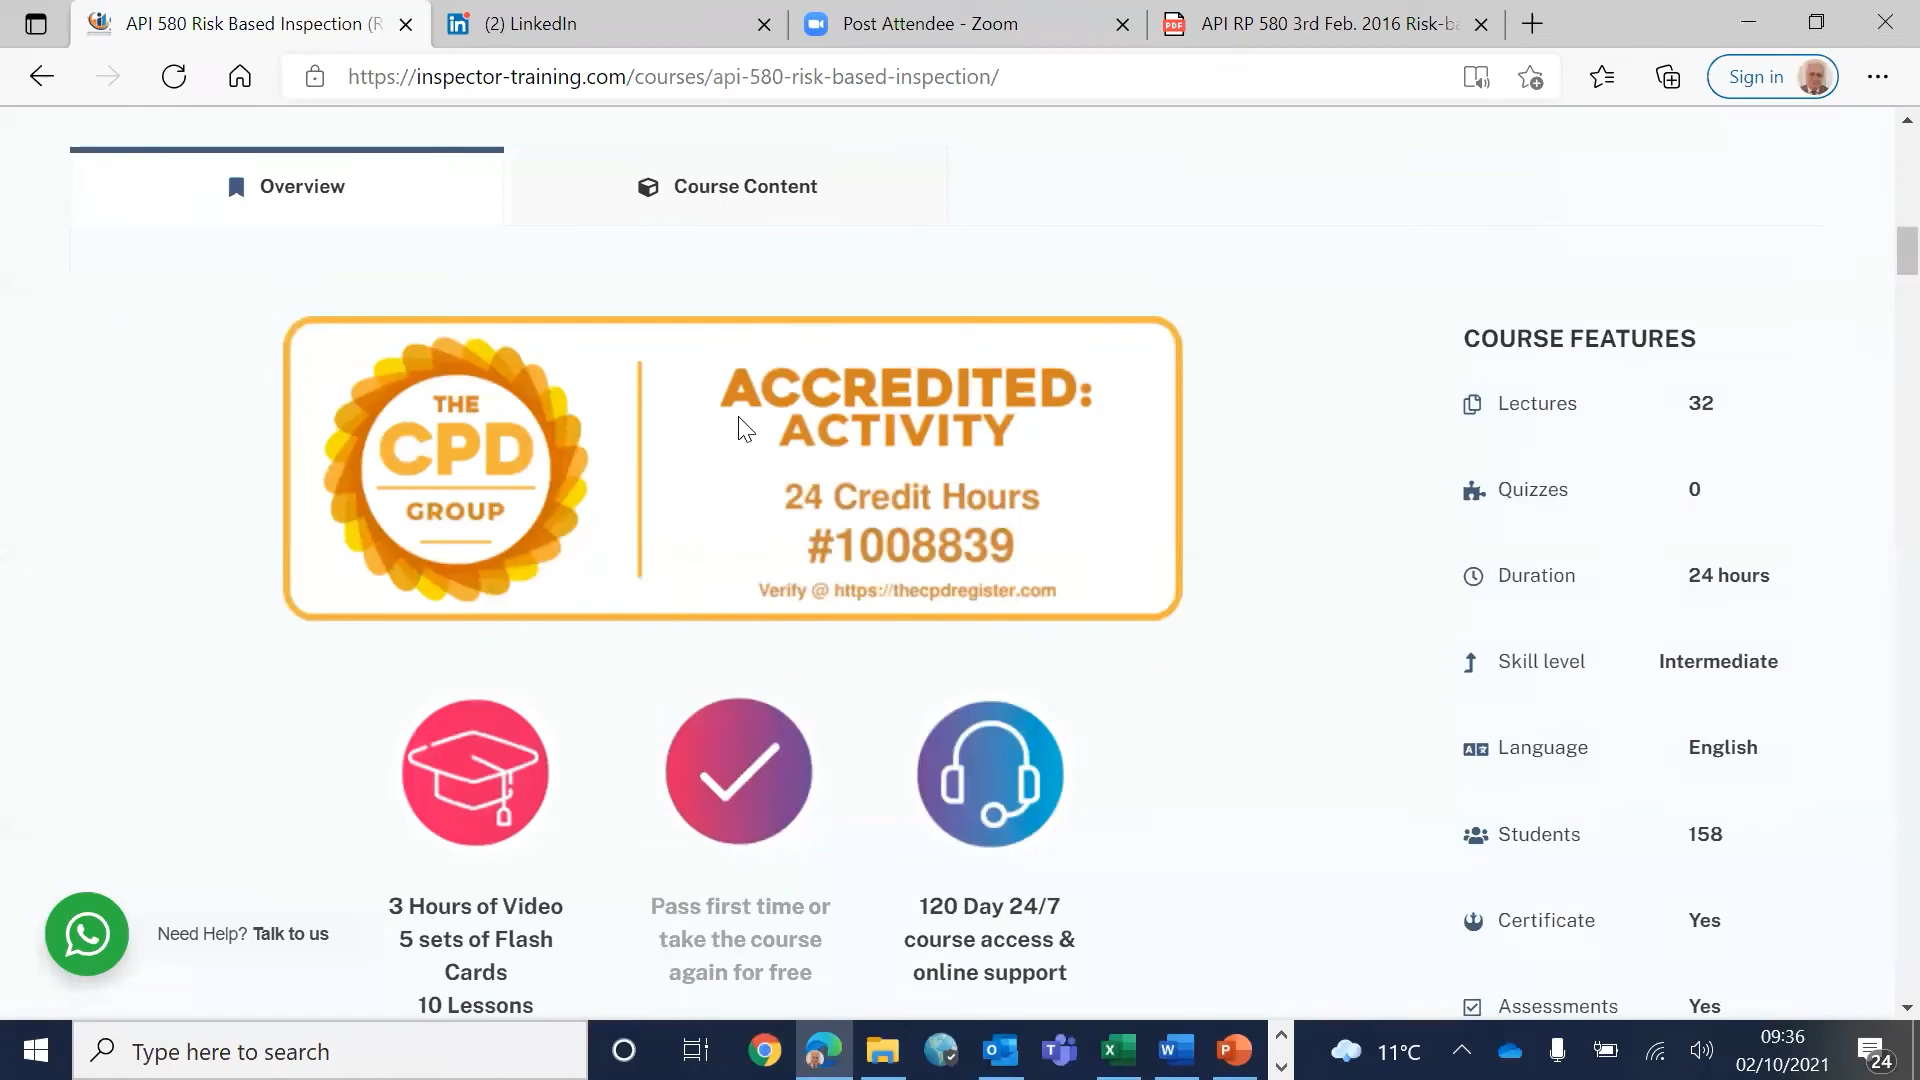 API 580 Risk Based Inspection (R
(2) LinkedIn
Post Attendee - Zoom
API RP 580 3rd Feb. 2016 Risk-ba
https://inspector-training.com/courses/api-580-risk-based-inspection/
Sign in
Overview
Course Content
THE
CPD
GROUP
ACCREDITED:
ACTIVITY
24 Credit Hours
#1008839
Verify @ https://thecpdregister.com
COURSE FEATURES
Lectures 32
Quizzes 0
Duration 24 hours
Skill level Intermediate
Language English
Students 158
Certificate Yes
Assessments Yes
3 Hours of Video
5 sets of Flash
Cards
10 Lessons
Pass first time or
take the course
again for free
120 Day 24/7
course access &
online support
Need Help? Talk to us
Type here to search
11°C
09:36
02/10/2021
24